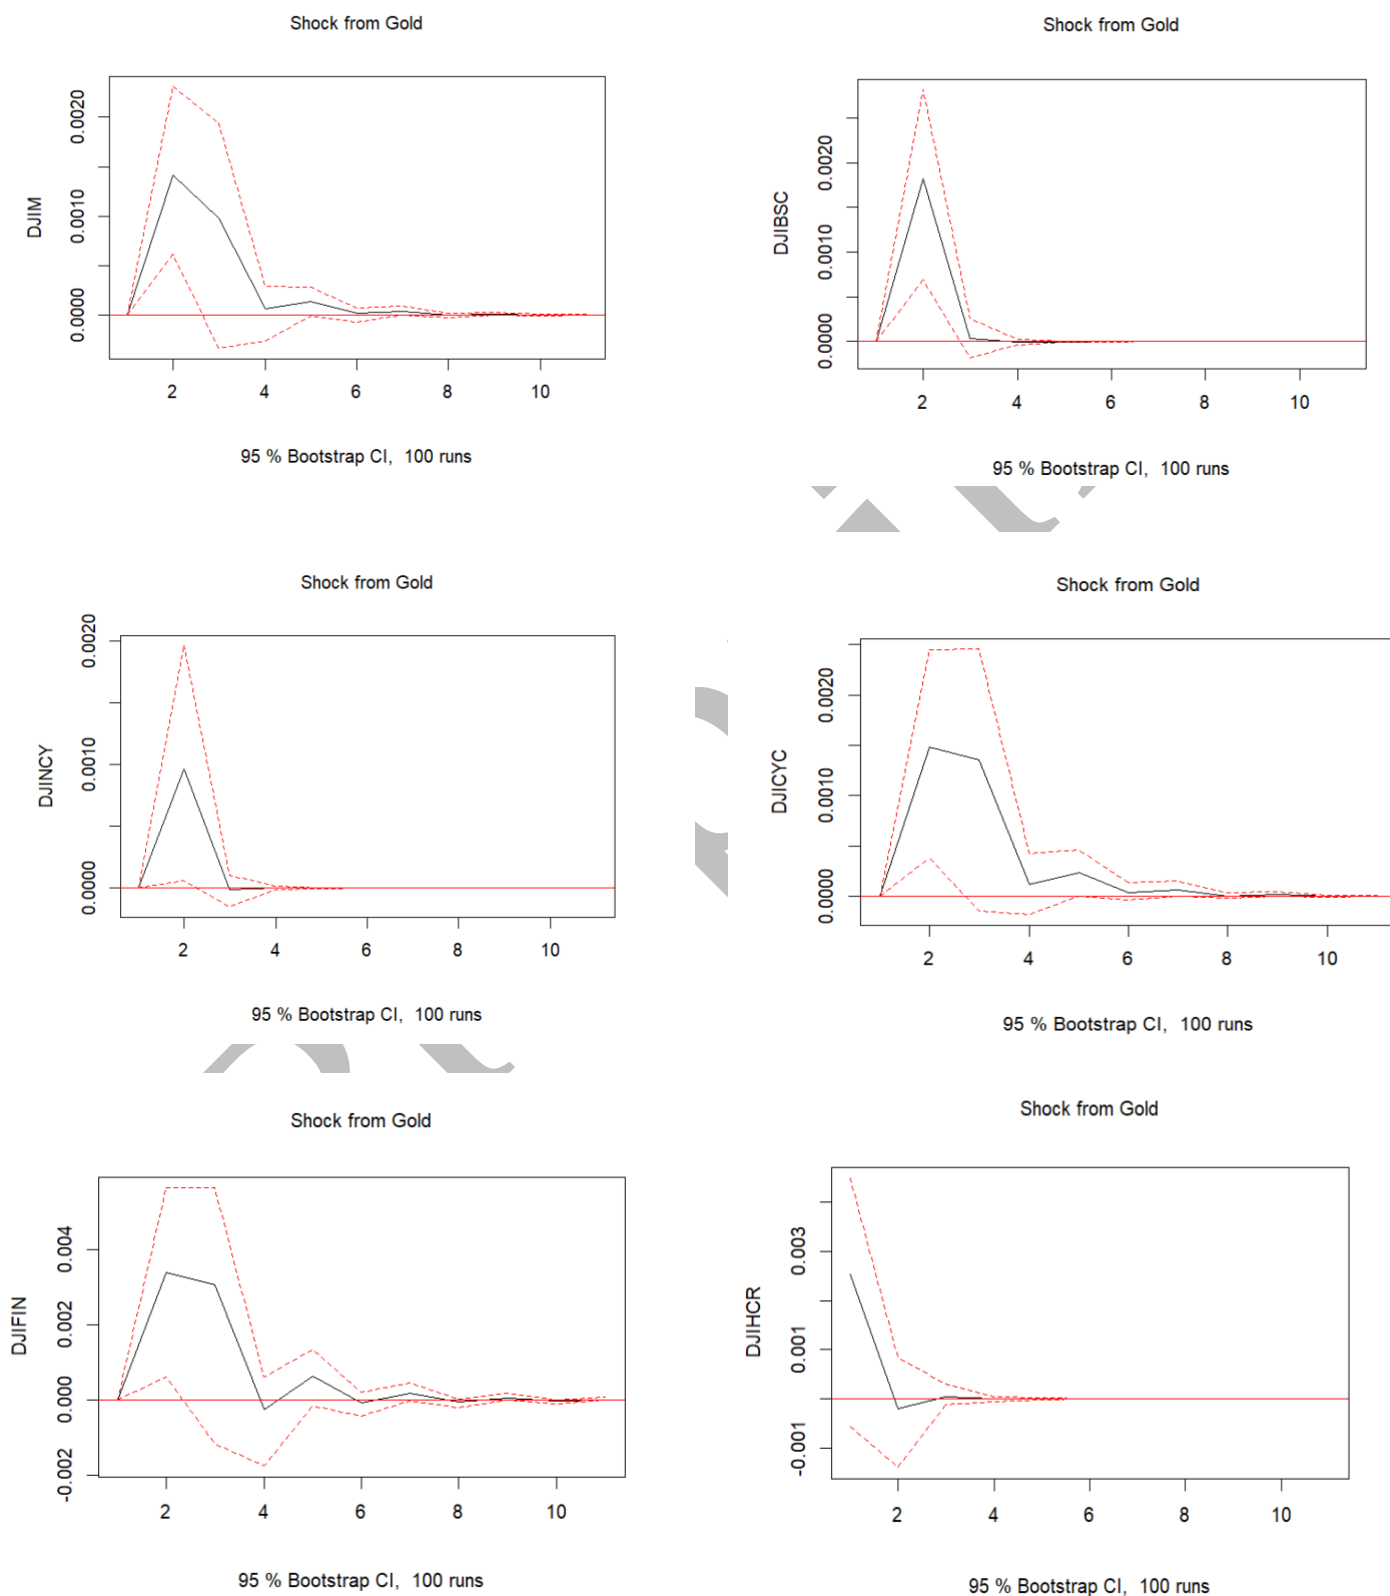 Shock from Gold
DJIM
0.0020
0.0010
0.0000
2 4 6 8 10
95 % Bootstrap CI, 100 runs
Shock from Gold
DJIBSC
0.0020
0.0010
0.0000
2 4 6 8 10
95 % Bootstrap CI, 100 runs
Shock from Gold
DJINCY
0.0020
0.0010
0.0000
2 4 6 8 10
95 % Bootstrap CI, 100 runs
Shock from Gold
DJICYC
0.0020
0.0010
0.0000
2 4 6 8 10
95 % Bootstrap CI, 100 runs
Shock from Gold
DJIFIN
0.004
0.002
0.000
-0.002
2 4 6 8 10
95 % Bootstrap CI, 100 runs
Shock from Gold
DJIHCR
0.003
0.001
-0.001
2 4 6 8 10
95 % Bootstrap CI, 100 runs